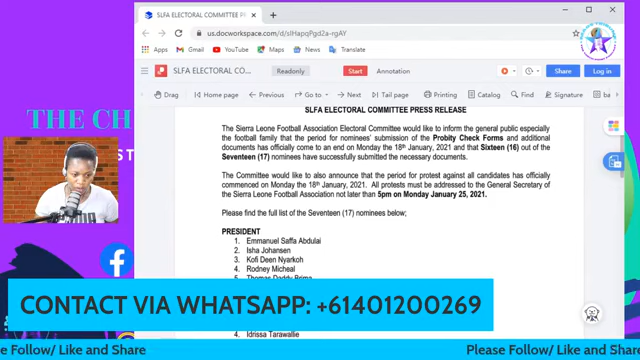 SLFA ELECTORAL COMMITTEE PR
us.docworkspace.com/d/sIHapqPgd2a-rgAY
Apps Gmail YouTube Maps News Translate
SLFA ELECTORAL CO... Readonly Start Annotation Share Log in
Drag Prev Go to.. Next Tail page Printing Catalog Find Signature
THE CH
ST
SLFA ELECTORAL COMMITTEE PRESS RELEASE
The Sierra Leone Football Association Electoral Committee would like to inform the general public especially
the football family that the period for nominees' submission of the Probity Check Forms and additional
documents has officially come to an end on Monday the 18th January, 2021 and that Sixteen (16) out of the
Seventeen (17) nominees have successfully submitted the necessary documents.
The Committee would like to also announce that the period for protest against all candidates has officially
commenced on Monday the 18th January, 2021. All protests must be addressed to the General Secretary of
the Sierra Leone Football Association not later than 5pm on Monday January 25, 2021.
Please find the full list of the Seventeen (17) nominees below;
PRESIDENT
1. Emmanuel Saffa Abdulai
2. Isha Johansen
3. Kofi Deen Nyarkoh
4. Rodney Micheal
5. Thomas Daddy Brima
CONTACT VIA WHATSAPP: +61401200269
4. Idrissa Tarawallie
e Follow/ Like and Share
Please Follow/ Like and Share